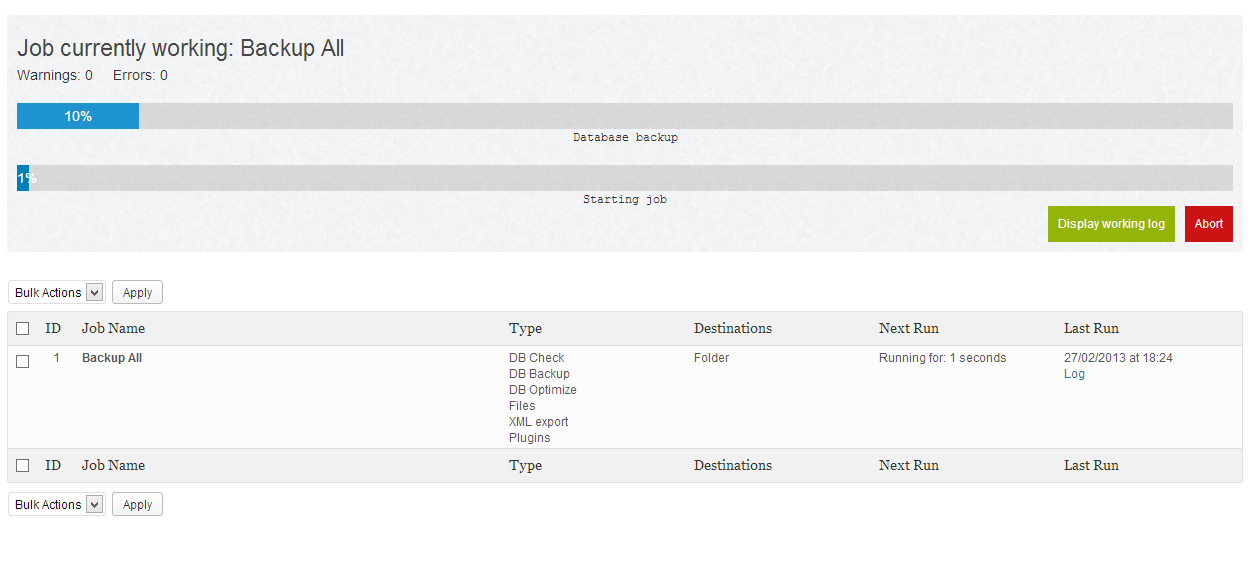 Job currently working: Backup All
Warnings: 0 Errors: 0
10%
Database backup
1%
Starting job
Display working log Abort
Bulk Actions Apply
ID Job Name Type Destinations Next Run Last Run
1 Backup All DB Check Folder Running for: 1 seconds 27/02/2013 at 18:24
DB Backup Log
DB Optimize
Files
XML export
Plugins
ID Job Name Type Destinations Next Run Last Run
Bulk Actions Apply